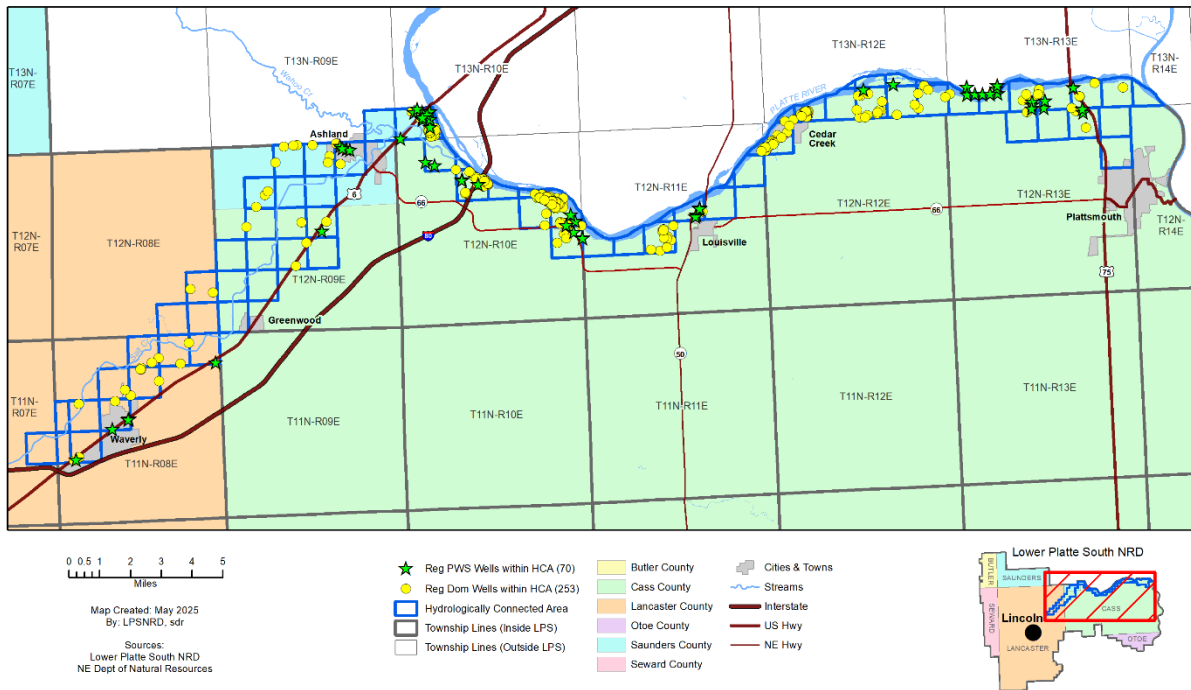 T13N-R09E
T13N-R10E
T13N-R12E
T13N-R13E
T13N-
R07E
T13N-
R14E
Wahoo Cr
PLATTE RIVER
Ashland
6
66
Cedar
Creek
T12N-R11E
T12N-R12E
T12N-R13E
66
Plattsmouth
T12N-
R14E
T12N-
R07E
T12N-R08E
80
T12N-R10E
Louisville
T12N-R09E
75
Greenwood
50
T11N-
R07E
T11N-R09E
T11N-R10E
T11N-R11E
T11N-R12E
T11N-R13E
Waverly
T11N-R08E
0 0.5 1 2 3 4 5
Miles
Map Created: May 2025
By: LPSNRD, sdr
Sources:
Lower Platte South NRD
NE Dept of Natural Resources
Reg PWS Wells within HCA (70)
Reg Dom Wells within HCA (253)
Hydrologically Connected Area
Township Lines (Inside LPS)
Township Lines (Outside LPS)
Butler County
Cass County
Lancaster County
Otoe County
Saunders County
Seward County
Cities & Towns
Streams
Interstate
US Hwy
NE Hwy
Lower Platte South NRD
BUTLER
SAUNDERS
SEWARD
CASS
Lincoln
LANCASTER
OTOE